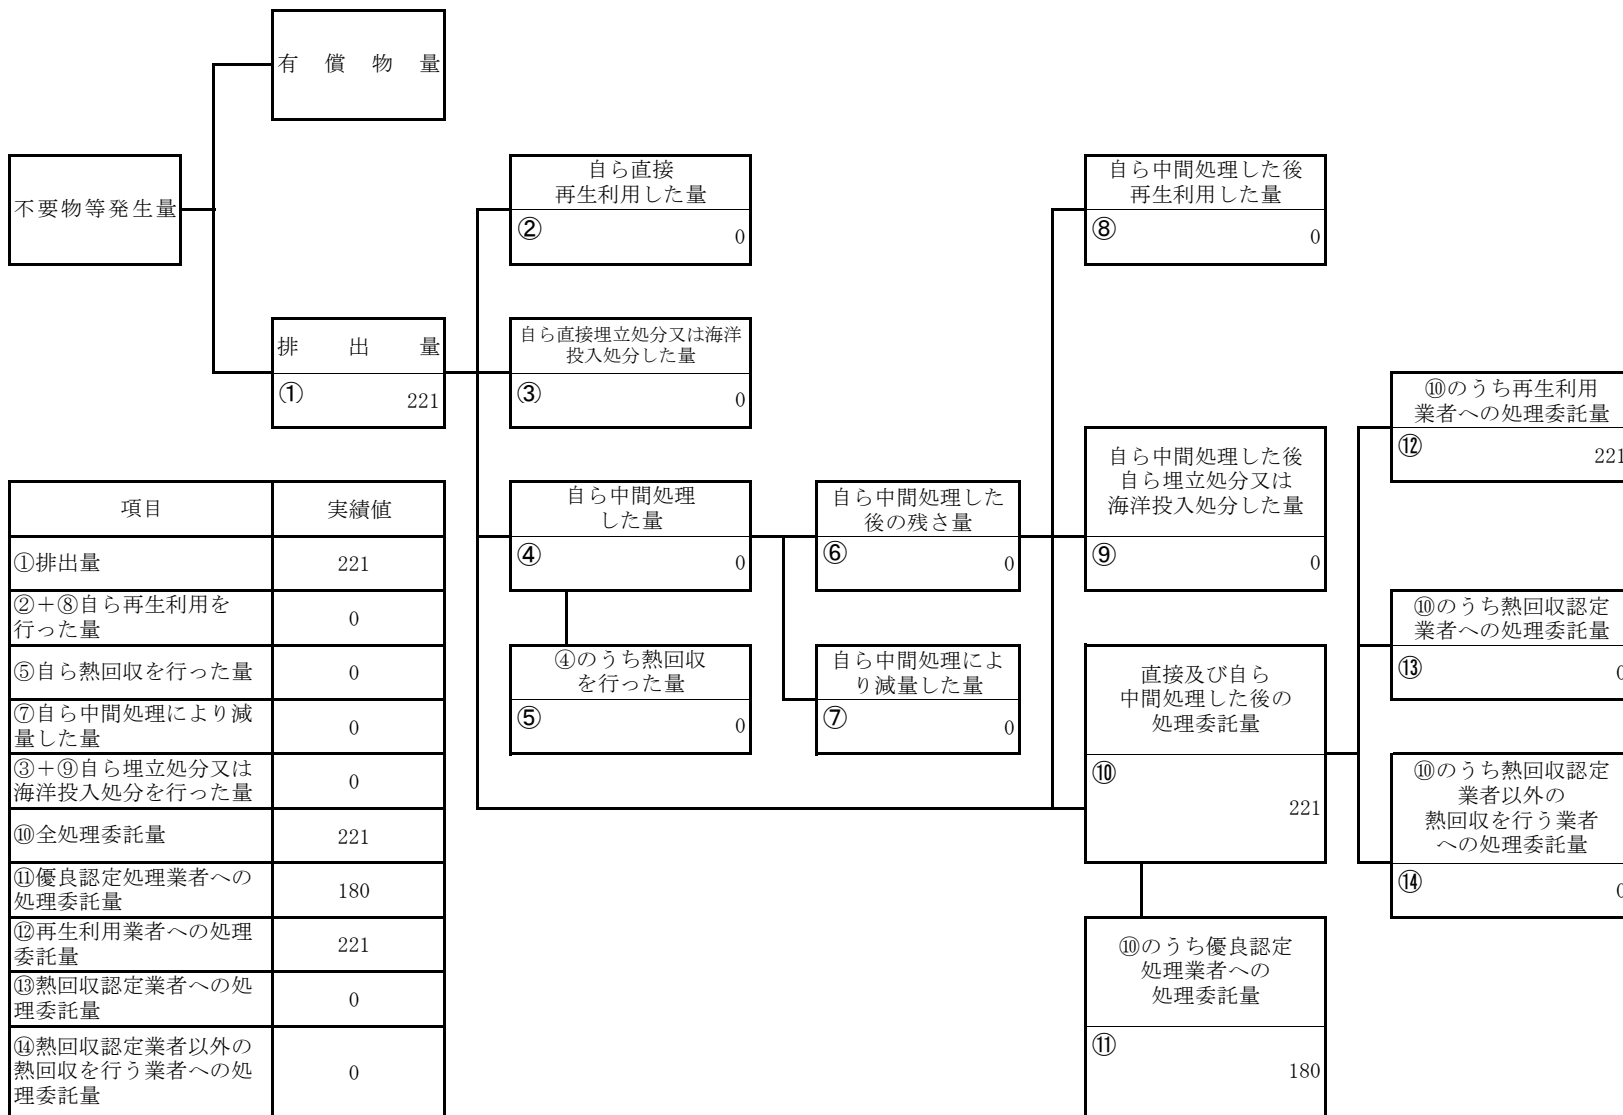 有償物量
不要物等発生量
排出量
①
221
自ら直接
再生利用した量
②
0
自ら直接埋立処分又は海洋
投入処分した量
③
0
自ら中間処理
した量
④
0
④のうち熱回収
を行った量
⑤
0
自ら中間処理した
後の残さ量
⑥
0
自ら中間処理によ
り減量した量
⑦
0
自ら中間処理した後
再生利用した量
⑧
0
自ら中間処理した後
自ら埋立処分又は
海洋投入処分した量
⑨
0
直接及び自ら
中間処理した後の
処理委託量
⑩
221
⑩のうち優良認定
処理業者への
処理委託量
⑪
180
⑩のうち再生利用
業者への処理委託量
⑫
221
⑩のうち熱回収認定
業者への処理委託量
⑬
0
⑩のうち熱回収認定
業者以外の
熱回収を行う業者
への処理委託量
⑭
0
項目 実績値
①排出量 221
②+⑧自ら再生利用を
行った量 0
⑤自ら熱回収を行った量 0
⑦自ら中間処理により減
量した量 0
③+⑨自ら埋立処分又は
海洋投入処分を行った量 0
⑩全処理委託量 221
⑪優良認定処理業者への
処理委託量 180
⑫再生利用業者への処理
委託量 221
⑬熱回収認定業者への処
理委託量 0
⑭熱回収認定業者以外の
熱回収を行う業者への処
理委託量 0